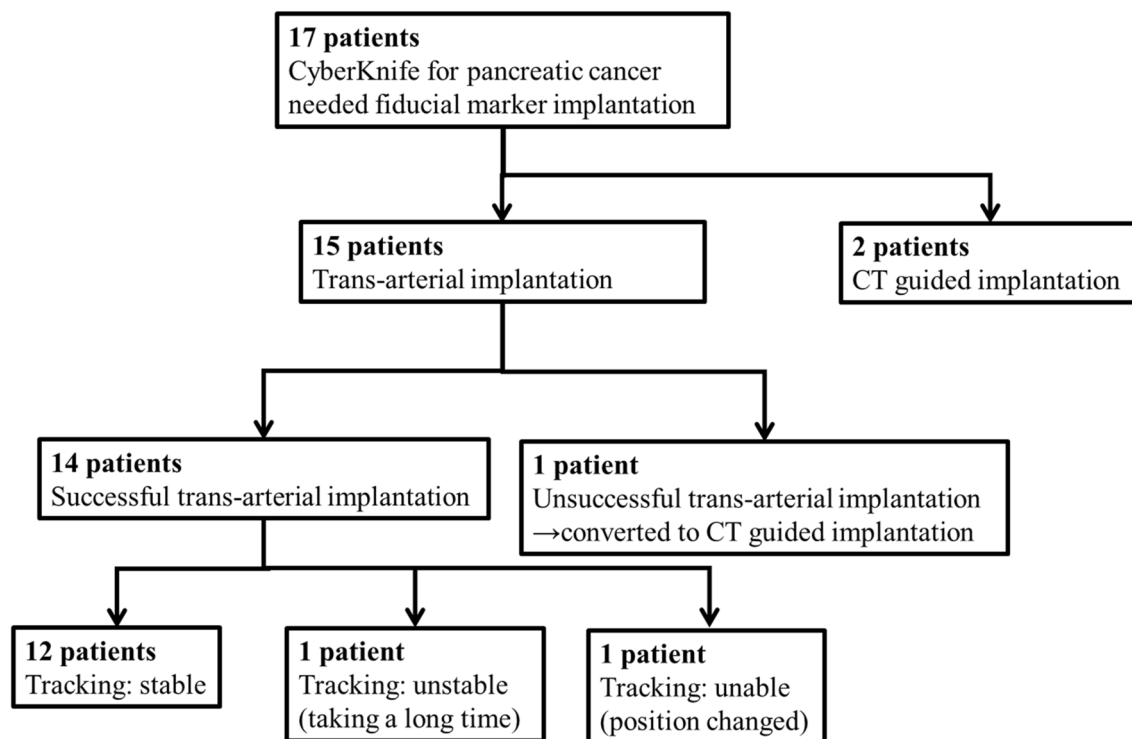 17 patients
CyberKnife for pancreatic cancer
needed fiducial marker implantation
15 patients
Trans-arterial implantation
2 patients
CT guided implantation
14 patients
Successful trans-arterial implantation
1 patient
Unsuccessful trans-arterial implantation
→converted to CT guided implantation
12 patients
Tracking: stable
1 patient
Tracking: unstable
(taking a long time)
1 patient
Tracking: unable
(position changed)